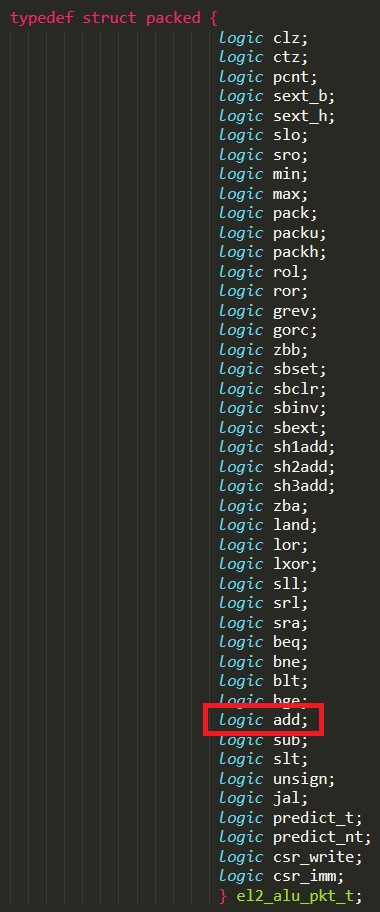 typedef struct packed {
logic clz;
logic ctz;
logic pcnt;
logic sext_b;
logic sext_h;
logic slo;
logic sro;
logic min;
logic max;
logic pack;
logic packu;
logic packh;
logic rol;
logic ror;
logic grev;
logic gorc;
logic zbb;
logic sbset;
logic sbclr;
logic sbinv;
logic sbext;
logic sh1add;
logic sh2add;
logic sh3add;
logic zba;
logic land;
logic lor;
logic lxor;
logic sll;
logic srl;
logic sra;
logic beq;
logic bne;
logic blt;
logic bge;
logic add;
logic sub;
logic slt;
logic unsign;
logic jal;
logic predict_t;
logic predict_nt;
logic csr_write;
logic csr_imm;
} el2_alu_pkt_t;